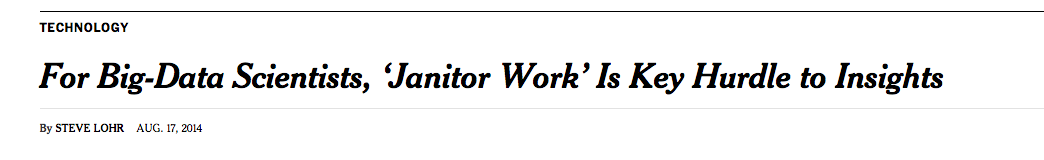 TECHNOLOGY
For Big-Data Scientists, ‘Janitor Work’ Is Key Hurdle to Insights
By STEVE LOHR AUG. 17, 2014